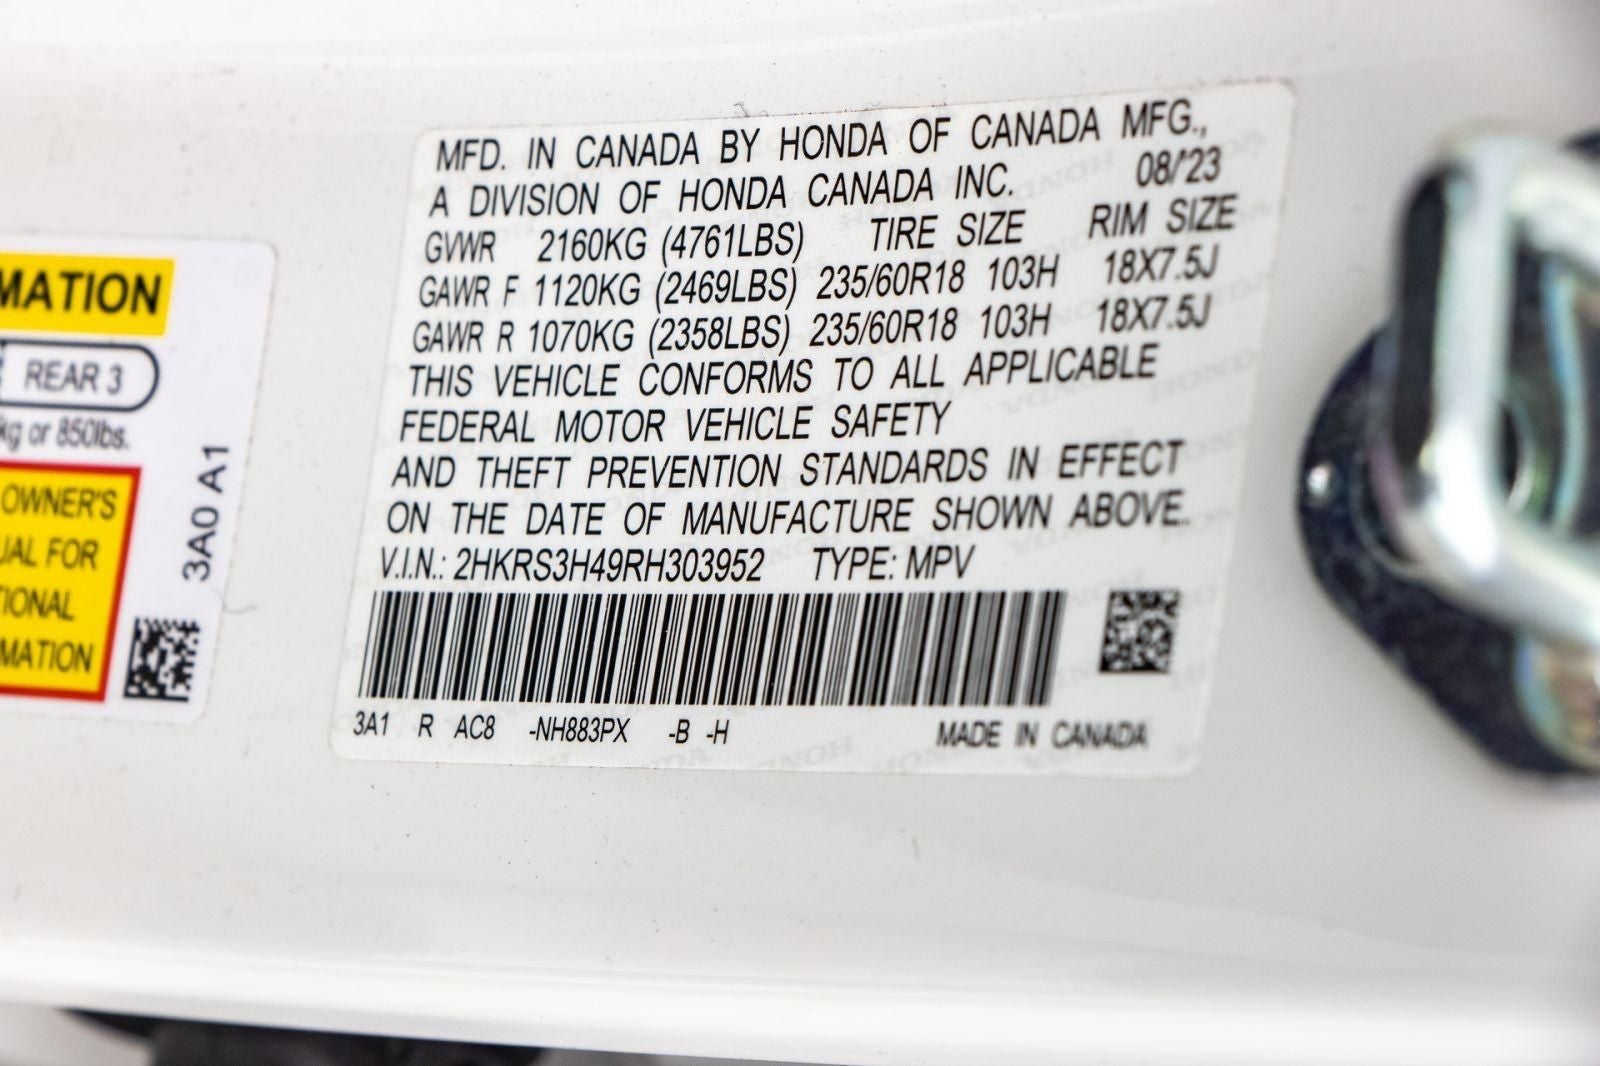 MATION
REAR 3
kg or 850lbs.
OWNER'S
UAL FOR
TIONAL
MATION
3A0 A1
MFD. IN CANADA BY HONDA OF CANADA MFG.,
A DIVISION OF HONDA CANADA INC. 08/'23
GVWR 2160KG (4761LBS) TIRE SIZE RIM SIZE
GAWR F 1120KG (2469LBS) 235/60R18 103H 18X7.5J
GAWR R 1070KG (2358LBS) 235/60R18 103H 18X7.5J
THIS VEHICLE CONFORMS TO ALL APPLICABLE
FEDERAL MOTOR VEHICLE SAFETY
AND THEFT PREVENTION STANDARDS IN EFFECT
ON THE DATE OF MANUFACTURE SHOWN ABOVE.
V.I.N.: 2HKRS3H49RH303952 TYPE: MPV
3A1 R AC8 -NH883PX -B -H MADE IN CANADA